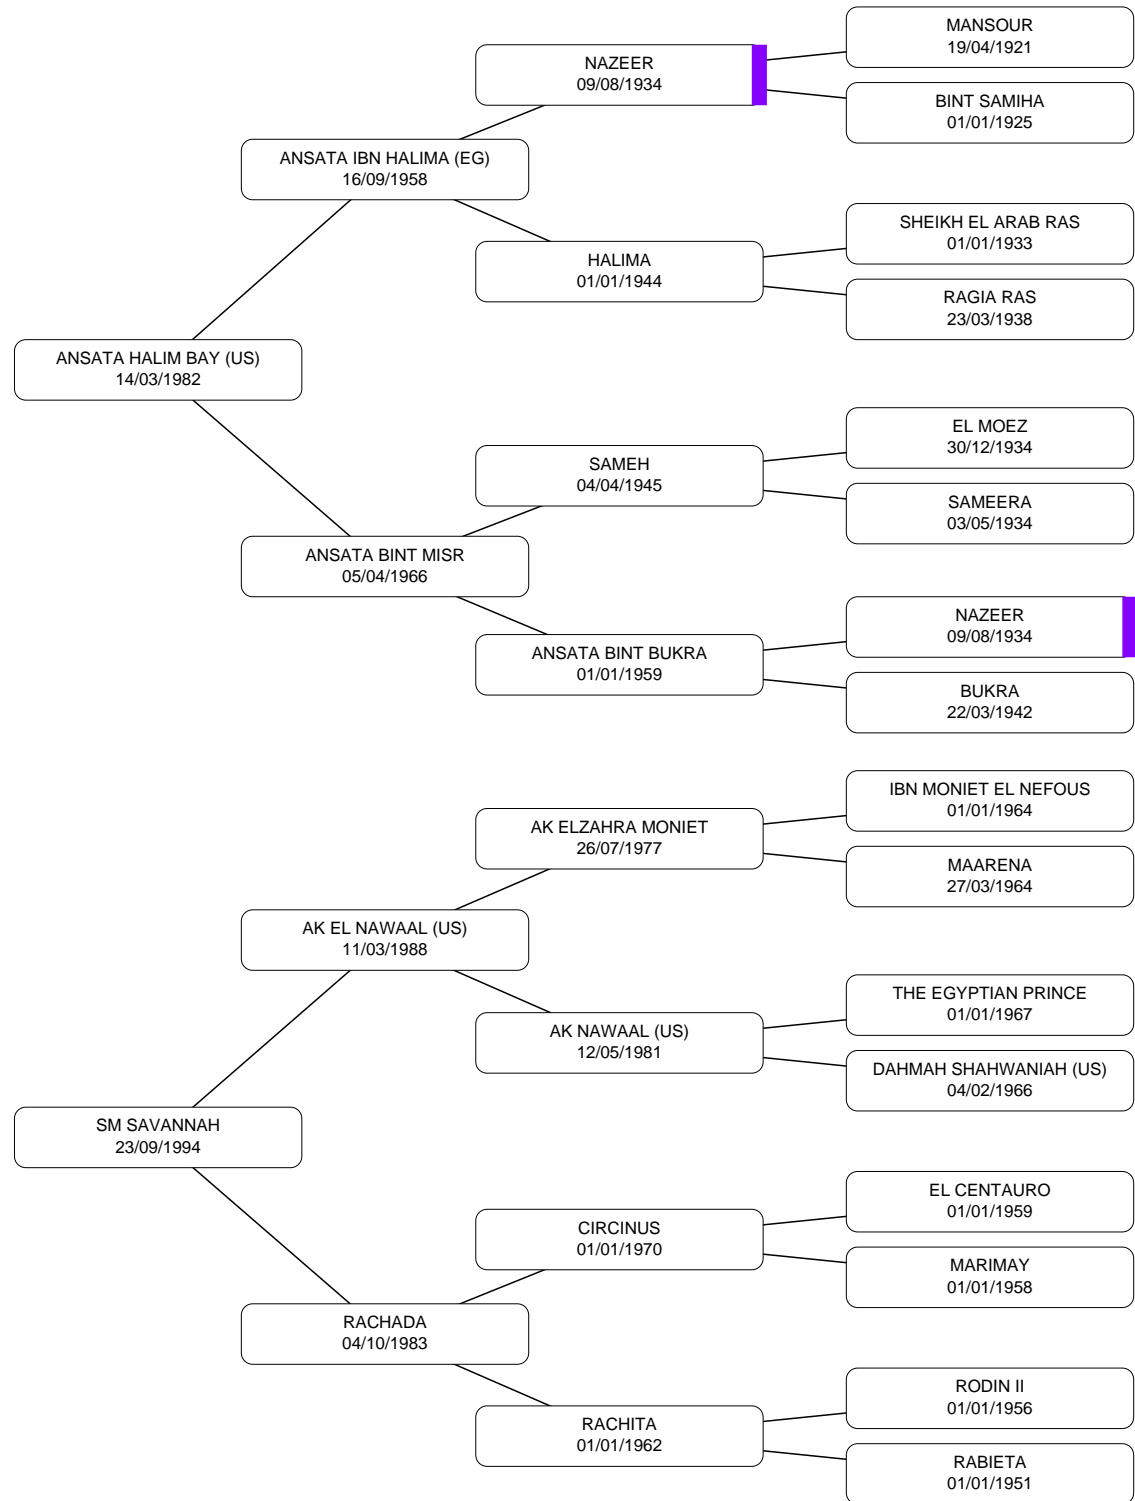 MANSOUR
19/04/1921
NAZEER
09/08/1934
BINT SAMIHA
01/01/1925
ANSATA IBN HALIMA (EG)
16/09/1958
SHEIKH EL ARAB RAS
01/01/1933
HALIMA
01/01/1944
RAGIA RAS
23/03/1938
ANSATA HALIM BAY (US)
14/03/1982
EL MOEZ
30/12/1934
SAMEH
04/04/1945
SAMEERA
03/05/1934
ANSATA BINT MISR
05/04/1966
NAZEER
09/08/1934
ANSATA BINT BUKRA
01/01/1959
BUKRA
22/03/1942
IBN MONIET EL NEFOUS
01/01/1964
AK ELZAHRA MONIET
26/07/1977
MAARENA
27/03/1964
AK EL NAWAAL (US)
11/03/1988
THE EGYPTIAN PRINCE
01/01/1967
AK NAWAAL (US)
12/05/1981
DAHMAH SHAHWANIAH (US)
04/02/1966
SM SAVANNAH
23/09/1994
EL CENTAURO
01/01/1959
CIRCINUS
01/01/1970
MARIMAY
01/01/1958
RACHADA
04/10/1983
RODIN II
01/01/1956
RACHITA
01/01/1962
RABIETA
01/01/1951